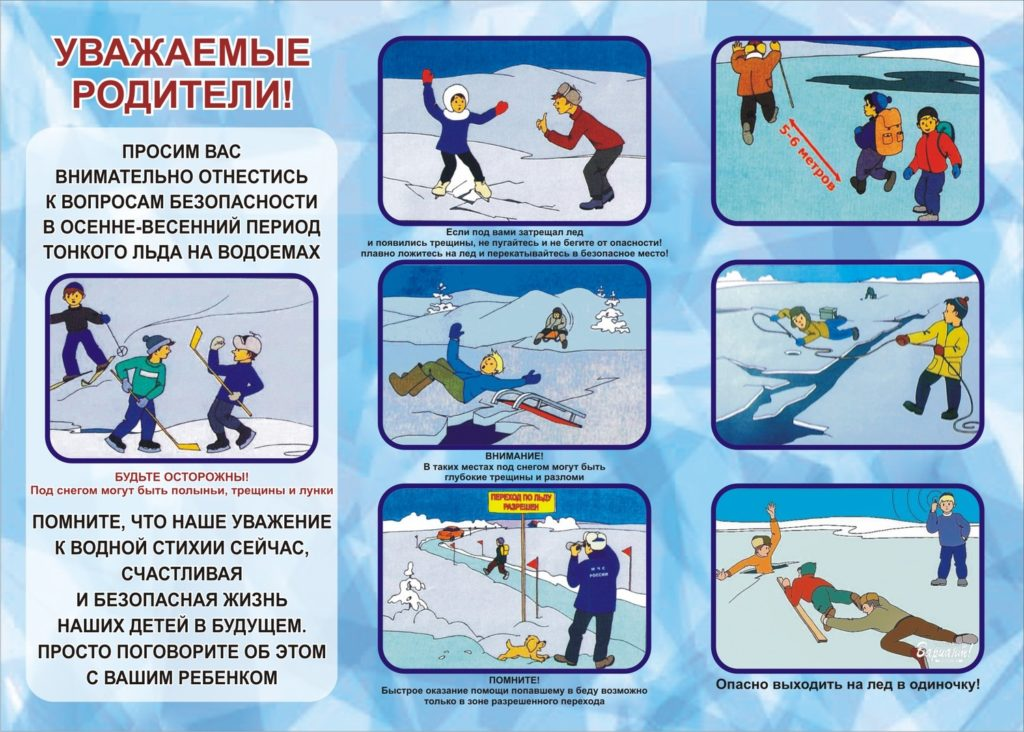 УВАЖАЕМЫЕ
РОДИТЕЛИ!
ПРОСИМ ВАС
ВНИМАТЕЛЬНО ОТНЕСТИСЬ
К ВОПРОСАМ БЕЗОПАСНОСТИ
В ОСЕННЕ-ВЕСЕННИЙ ПЕРИОД
ТОНКОГО ЛЬДА НА ВОДОЕМАХ
БУДЬТЕ ОСТОРОЖНЫ!
Под снегом могут быть полыньи, трещины и лунки
ПОМНИТЕ, ЧТО НАШЕ УВАЖЕНИЕ
К ВОДНОЙ СТИХИИ СЕЙЧАС,
СЧАСТЛИВАЯ
И БЕЗОПАСНАЯ ЖИЗНЬ
НАШИХ ДЕТЕЙ В БУДУЩЕМ.
ПРОСТО ПОГОВОРИТЕ ОБ ЭТОМ
С ВАШИМ РЕБЕНКОМ
Если под вами затрещал лед
и появились трещины, не пугайтесь и не бегите от опасности!
плавно ложитесь на лед и перекатывайтесь в безопасное место!
5-6 метров
ВНИМАНИЕ!
В таких местах под снегом могут быть
глубокие трещины и разломи
ПЕРЕХОД ПО ЛЬДУ
РАЗРЕШЕН
МЧС
РОССИИ
ПОМНИТЕ!
Быстрое оказание помощи попавшему в беду возможно
только в зоне разрешенного перехода
Вариант!
Опасно выходить на лед в одиночку!